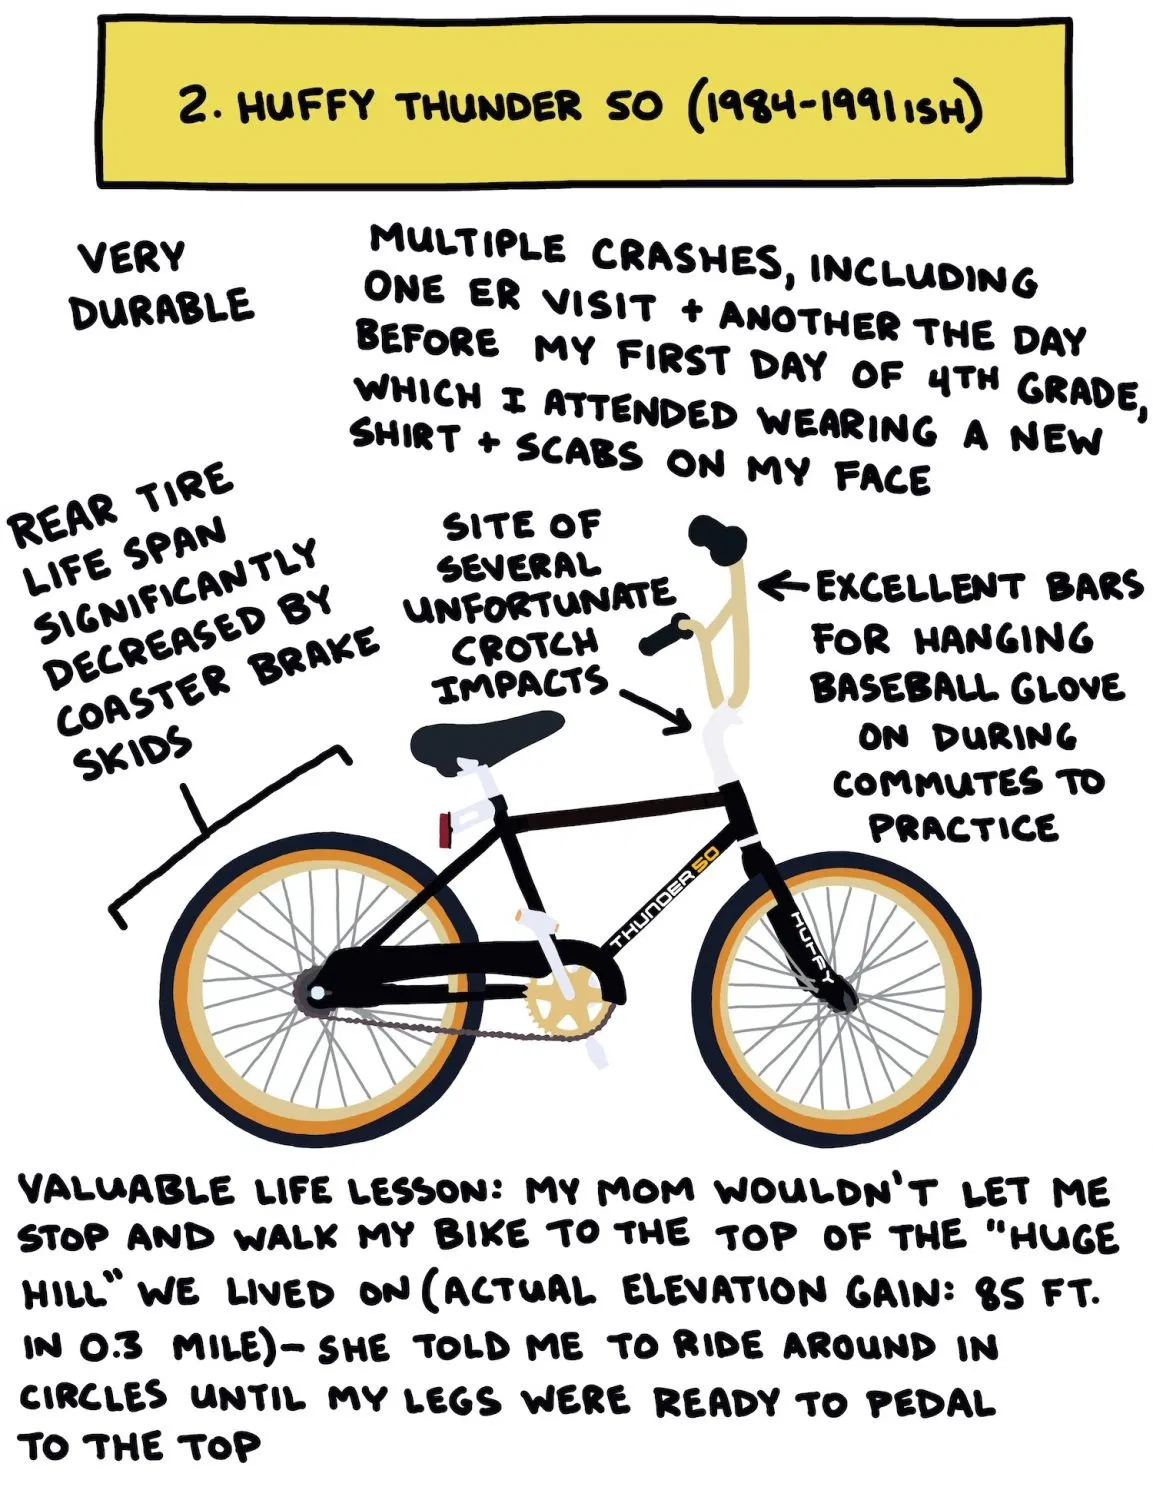 2. HUFFY THUNDER 50 (1984-1991ISH)
VERY
DURABLE
MULTIPLE CRASHES, INCLUDING
ONE ER VISIT + ANOTHER THE DAY
BEFORE MY FIRST DAY OF 4TH GRADE,
WHICH I ATTENDED WEARING A NEW
SHIRT + SCABS ON MY FACE
REAR TIRE
LIFE SPAN
SIGNIFICANTLY
DECREASED BY
COASTER BRAKE
SKIDS
SITE OF
SEVERAL
UNFORTUNATE
CROTCH
IMPACTS
EXCELLENT BARS
FOR HANGING
BASEBALL GLOVE
ON DURING
COMMUTES TO
PRACTICE
THUNDER 50
HUFFY
VALUABLE LIFE LESSON: MY MOM WOULDN'T LET ME
STOP AND WALK MY BIKE TO THE TOP OF THE "HUGE
HILL" WE LIVED ON (ACTUAL ELEVATION GAIN: 85 FT.
IN 0.3 MILE)- SHE TOLD ME TO RIDE AROUND IN
CIRCLES UNTIL MY LEGS WERE READY TO PEDAL
TO THE TOP